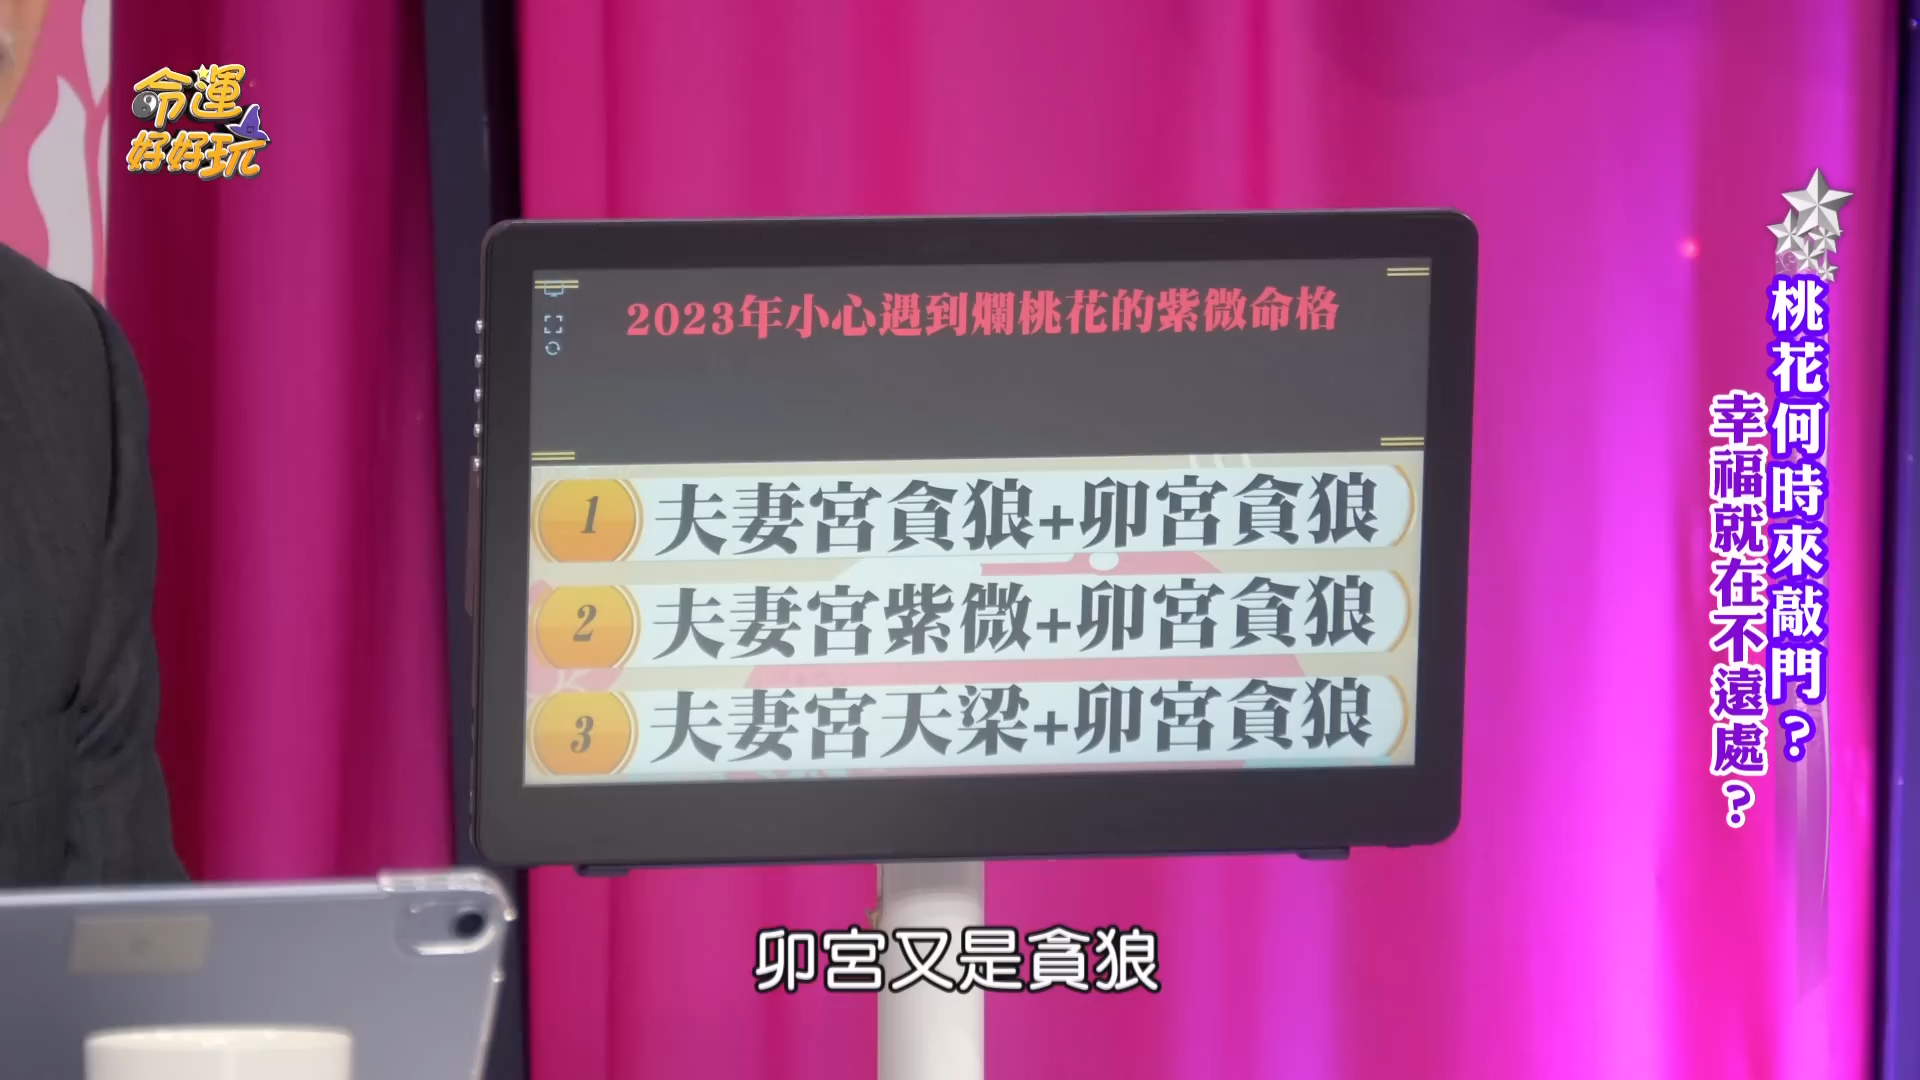 命運
好好玩
2023年小心遇到爛桃花的紫微命格
1 夫妻宮貪狼+卯宮貪狼
2 夫妻宮紫微+卯宮貪狼
3 夫妻宮天梁+卯宮貪狼
桃花何時來敲門？
幸福就在不遠處？
卯宮又是貪狼